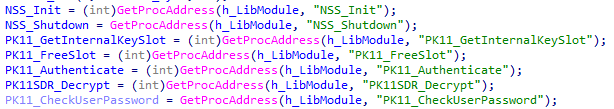 NSS_Init = (int)GetProcAddress(h_LibModule, "NSS_Init");
NSS_Shutdown = (int)GetProcAddress(h_LibModule, "NSS_Shutdown");
PK11_GetInternalKeySlot = (int)GetProcAddress(h_LibModule, "PK11_GetInternalKeySlot");
PK11_FreeSlot = (int)GetProcAddress(h_LibModule, "PK11_FreeSlot");
PK11_Authenticate = (int)GetProcAddress(h_LibModule, "PK11_Authenticate");
PK11SDR_Decrypt = (int)GetProcAddress(h_LibModule, "PK11SDR_Decrypt");
PK11_CheckUserPassword = GetProcAddress(h_LibModule, "PK11_CheckUserPassword");